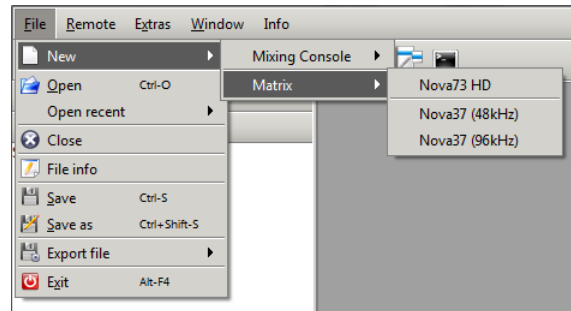 File Remote Extras Window Info
New
Mixing Console
Open Ctrl-O
Matrix
Nova73 HD
Open recent
Nova37 (48kHz)
Close
Nova37 (96kHz)
File info
Save Ctrl-S
Save as Ctrl+Shift-S
Export file
Exit Alt-F4